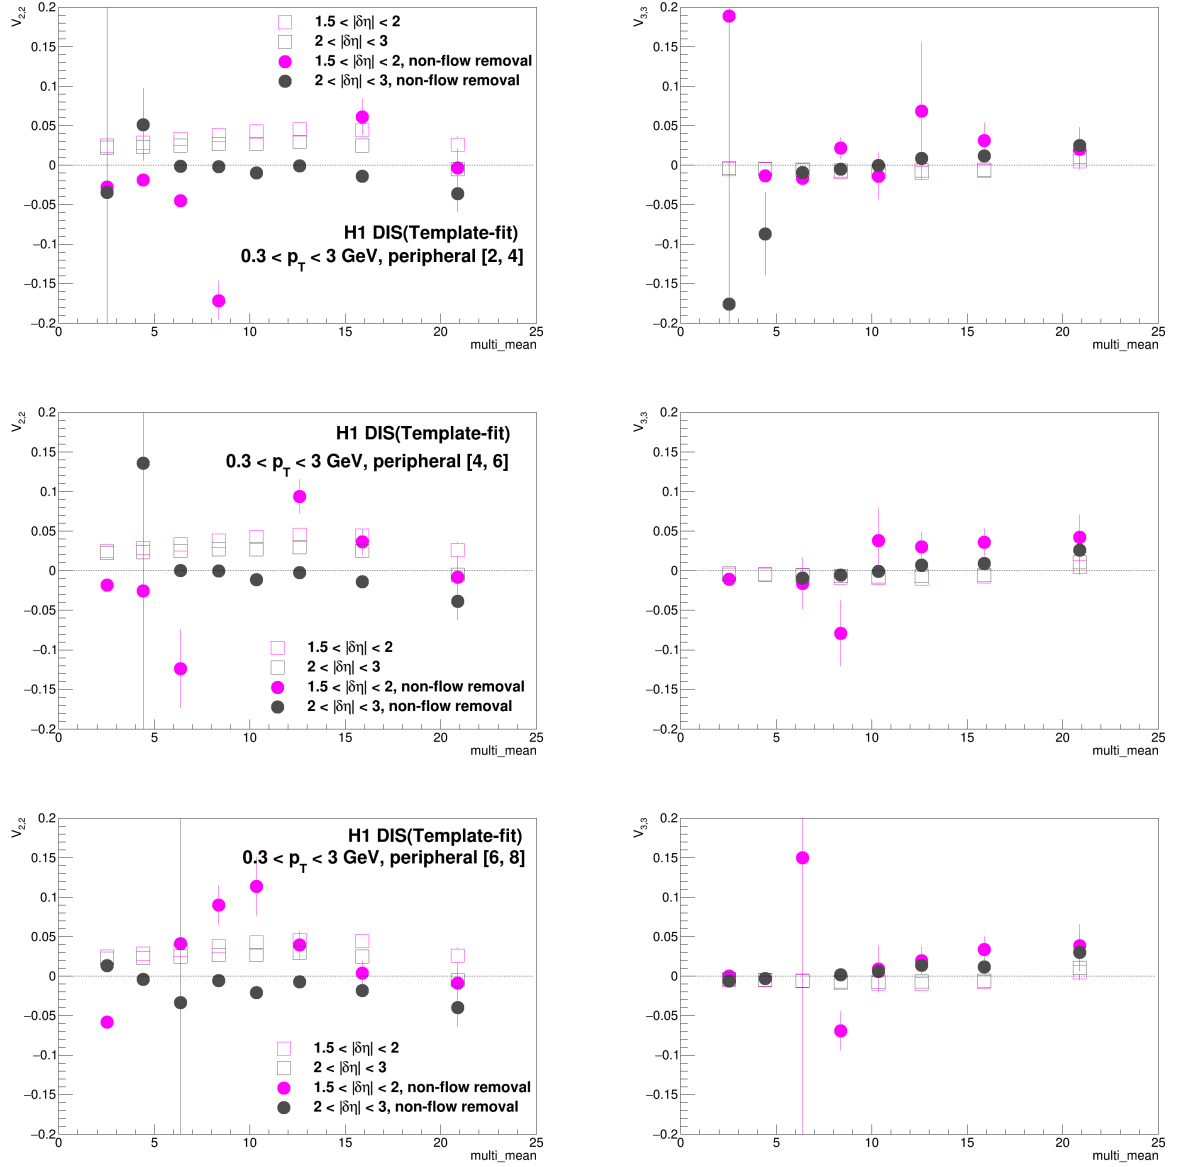 V2,2
0.2
0.15
0.1
0.05
0
−0.05
−0.1
−0.15
−0.2
1.5 < |δη| < 2
2 < |δη| < 3
1.5 < |δη| < 2, non-flow removal
2 < |δη| < 3, non-flow removal
H1 DIS(Template-fit)
0.3 < pT < 3 GeV, peripheral [2, 4]
0 5 10 15 20 25
multi_mean
V3,3
0.2
0.15
0.1
0.05
0
−0.05
−0.1
−0.15
−0.2
0 5 10 15 20 25
multi_mean
V2,2
0.2
0.15
0.1
0.05
0
−0.05
−0.1
−0.15
−0.2
H1 DIS(Template-fit)
0.3 < pT < 3 GeV, peripheral [4, 6]
1.5 < |δη| < 2
2 < |δη| < 3
1.5 < |δη| < 2, non-flow removal
2 < |δη| < 3, non-flow removal
0 5 10 15 20 25
multi_mean
V3,3
0.2
0.15
0.1
0.05
0
−0.05
−0.1
−0.15
−0.2
0 5 10 15 20 25
multi_mean
V2,2
0.2
0.15
0.1
0.05
0
−0.05
−0.1
−0.15
−0.2
H1 DIS(Template-fit)
0.3 < pT < 3 GeV, peripheral [6, 8]
1.5 < |δη| < 2
2 < |δη| < 3
1.5 < |δη| < 2, non-flow removal
2 < |δη| < 3, non-flow removal
0 5 10 15 20 25
multi_mean
V3,3
0.2
0.15
0.1
0.05
0
−0.05
−0.1
−0.15
−0.2
0 5 10 15 20 25
multi_mean